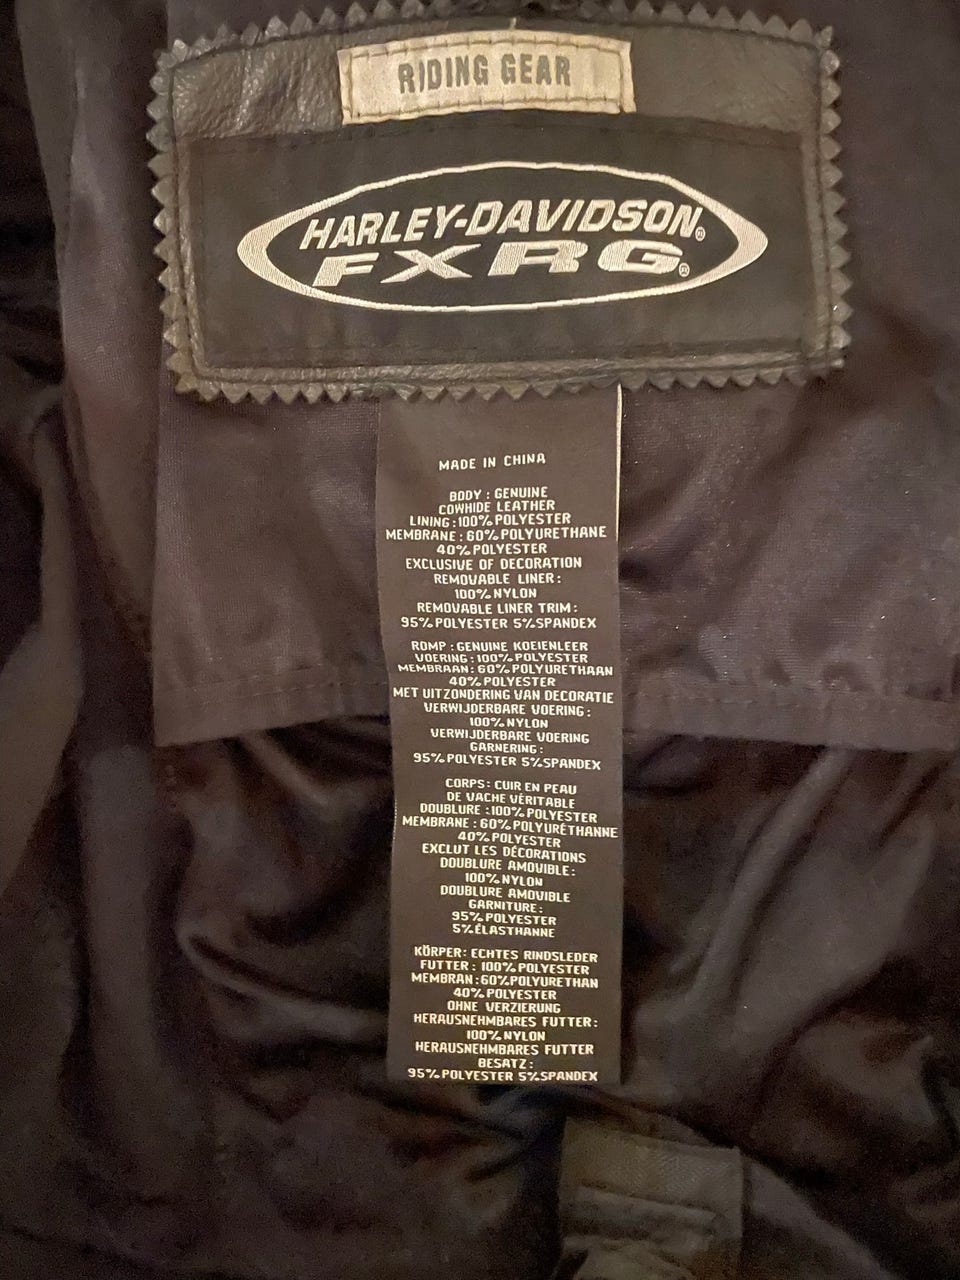 RIDING GEAR
HARLEY-DAVIDSON®
FXRG®
MADE IN CHINA
BODY : GENUINE
COWHIDE LEATHER
LINING :100% POLYESTER
MEMBRANE : 60% POLYURETHANE
40% POLYESTER
EXCLUSIVE OF DECORATION
REMOVABLE LINER :
100% NYLON
REMOVABLE LINER TRIM :
95% POLYESTER 5% SPANDEX
ROMP : GENUINE KOEIENLEER
VOERING : 100% POLYESTER
MEMBRAAN : 60% POLYURETHAAN
40% POLYESTER
MET UITZONDERING VAN DECORATIE
VERWIJDERBARE VOERING :
100% NYLON
VERWIJDERBARE VOERING
GARNERING :
95% POLYESTER 5% SPANDEX
CORPS: CUIR EN PEAU
DE VACHE VÉRITABLE
DOUBLURE :100% POLYESTER
MEMBRANE : 60% POLYURÉTHANNE
40% POLYESTER
EXCLUT LES DÉCORATIONS
DOUBLURE AMOVIBLE:
100% NYLON
DOUBLURE AMOVIBLE
GARNITURE :
95% POLYESTER
5% ÉLASTHANNE
KÖRPER: ECHTES RINDSLEDER
FUTTER : 100% POLYESTER
MEMBRAN : 60% POLYURETHAN
40% POLYESTER
OHNE VERZIERUNG
HERAUSNEHMBARES FUTTER :
100% NYLON
HERAUSNEHMBARES FUTTER
BESATZ :
95% POLYESTER 5% SPANDEX